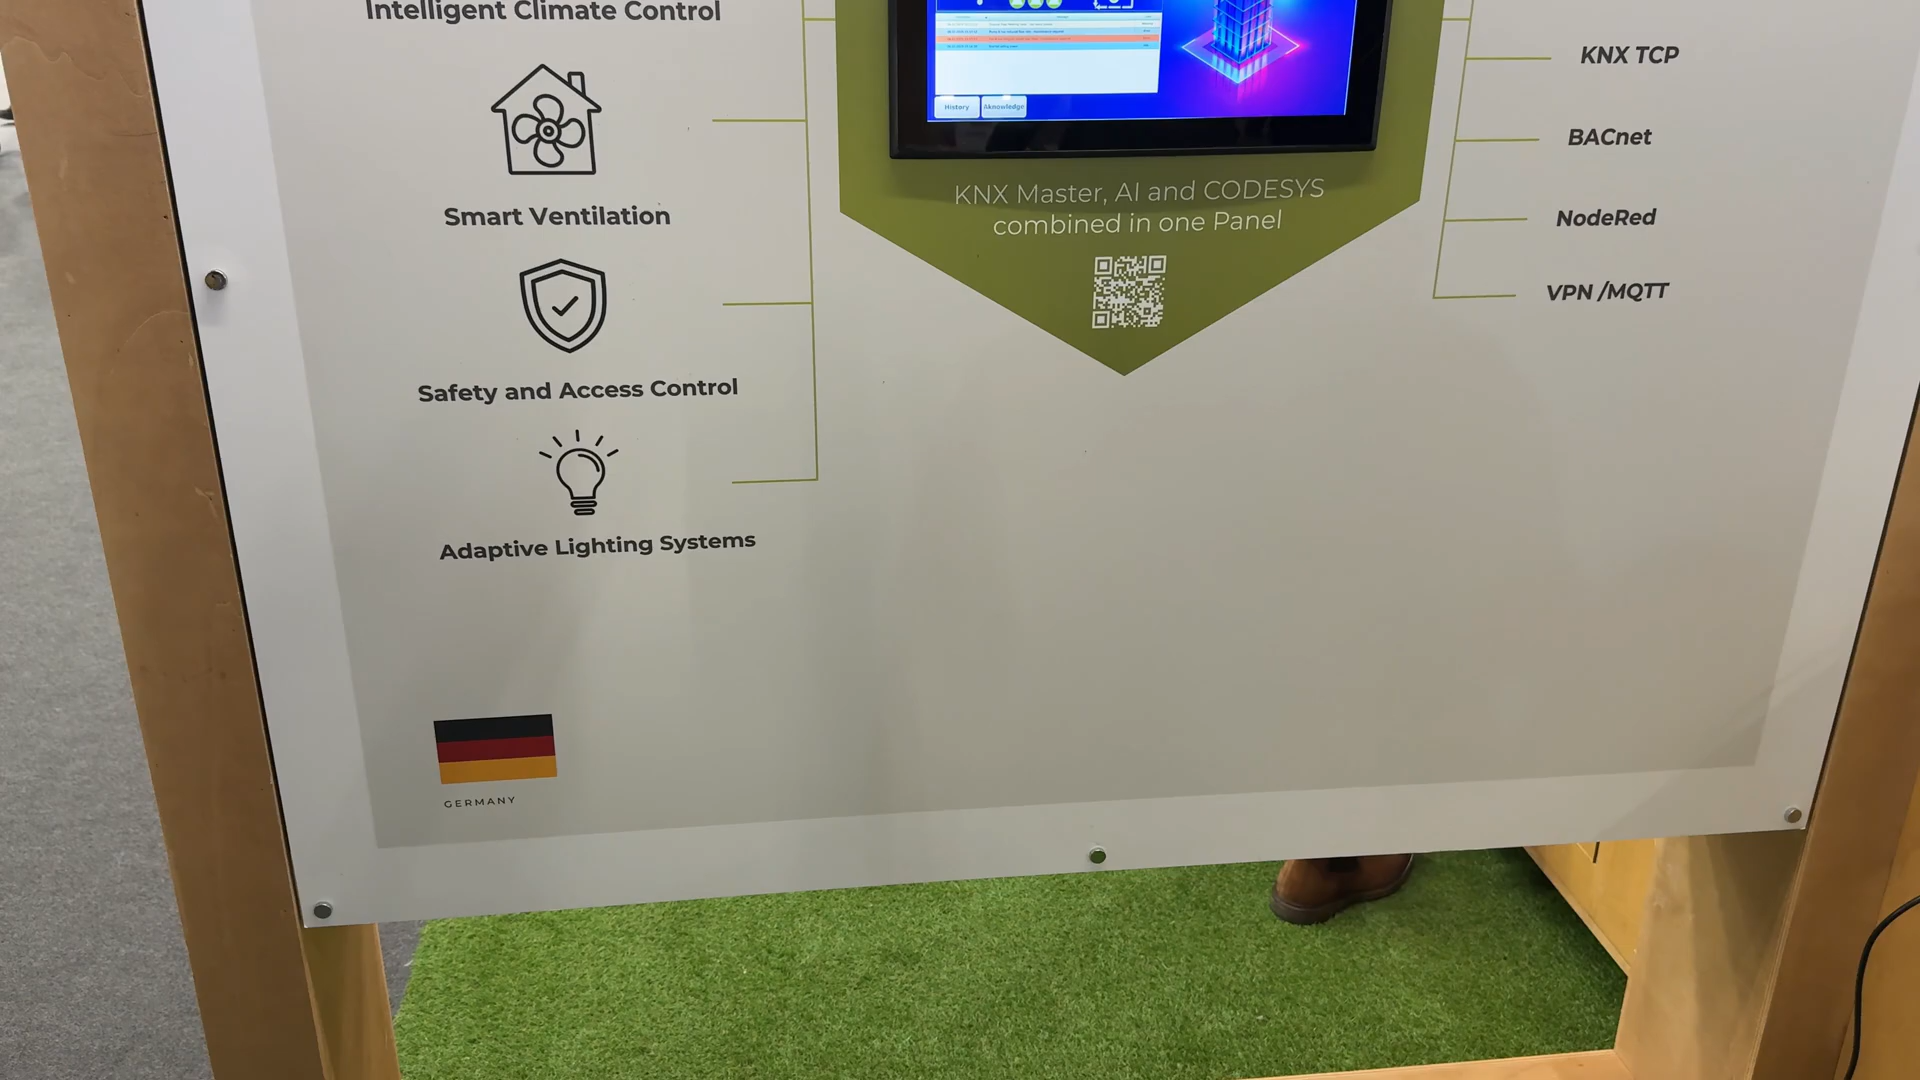 Intelligent Climate Control
Smart Ventilation
Safety and Access Control
Adaptive Lighting Systems
GERMANY
History
Aknowledge
KNX Master, AI and CODESYS
combined in one Panel
KNX TCP
BACnet
NodeRed
VPN /MQTT